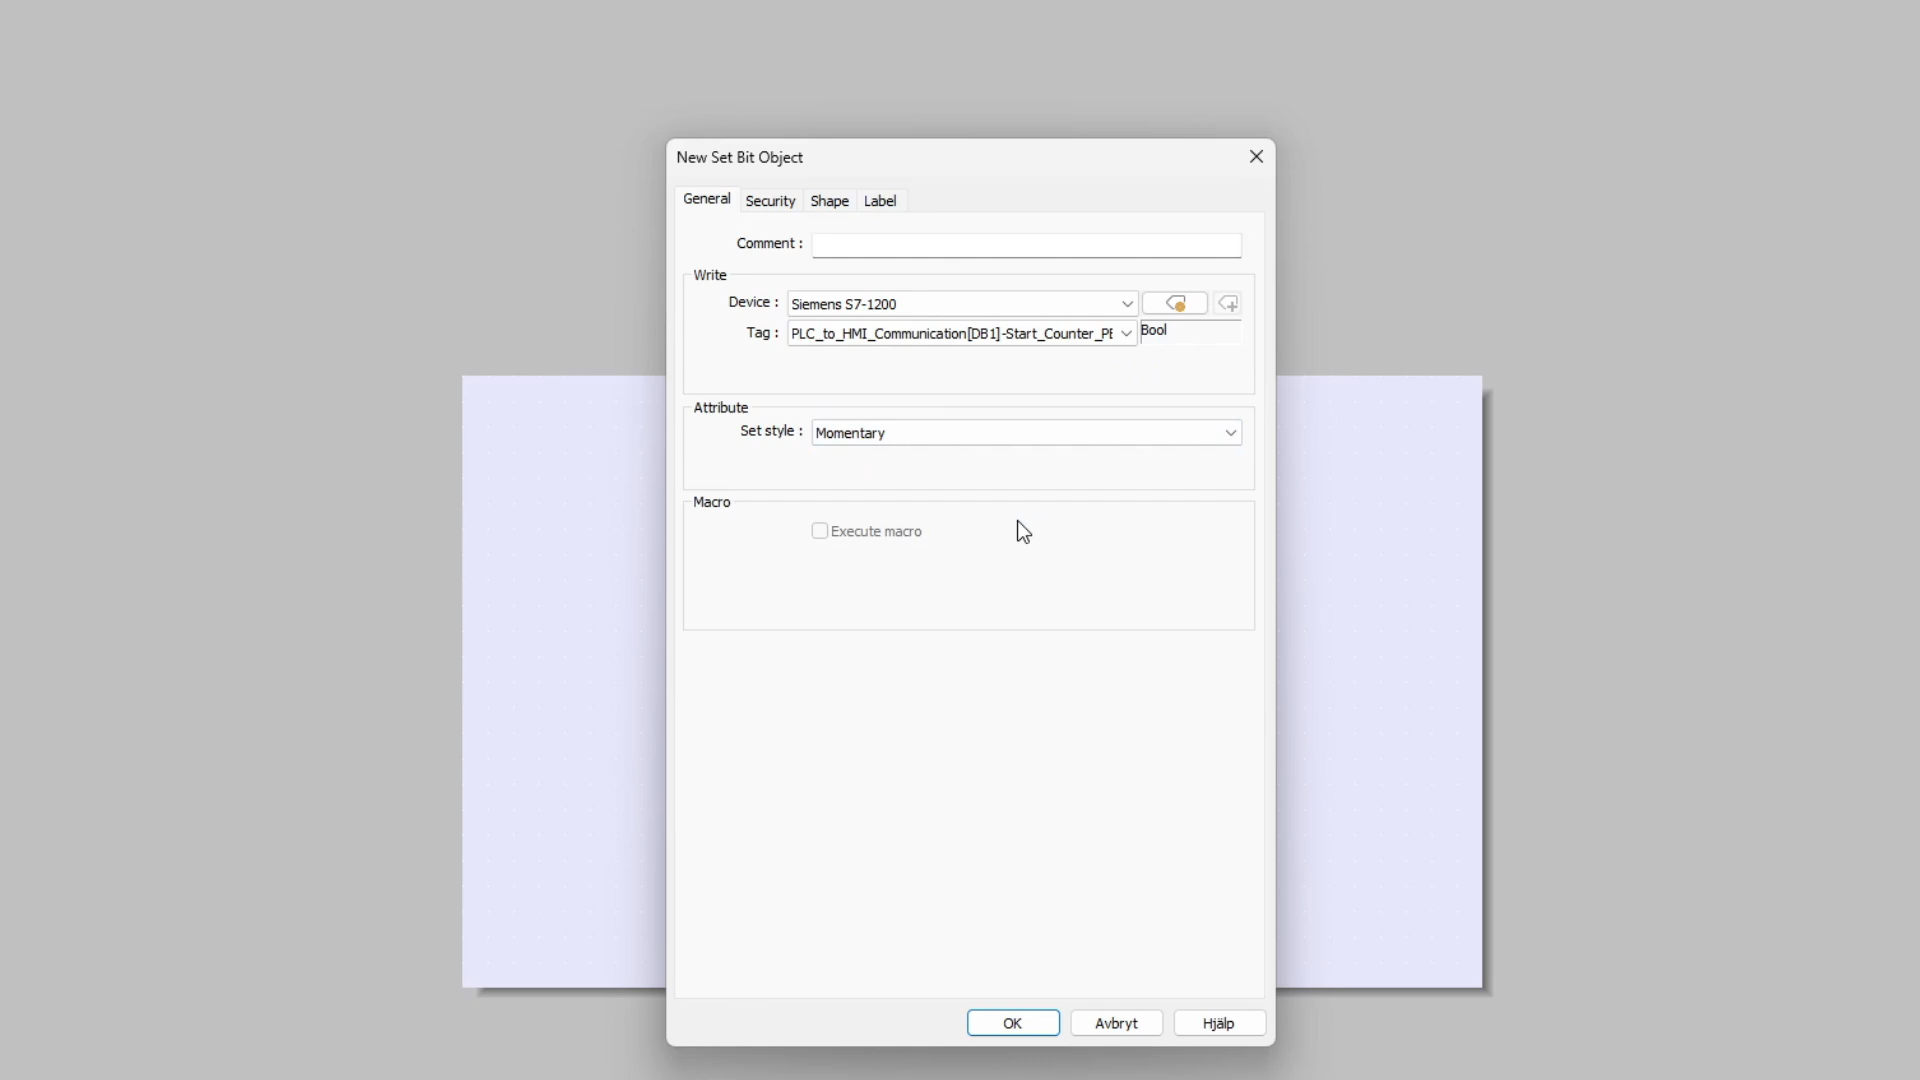 New Set Bit Object
General Security Shape Label
Comment :
Write
Device : Siemens S7-1200
Tag : PLC_to_HMI_Communication[DB1]-Start_Counter_PE Bool
Attribute
Set style : Momentary
Macro
Execute macro
OK Avbryt Hjälp